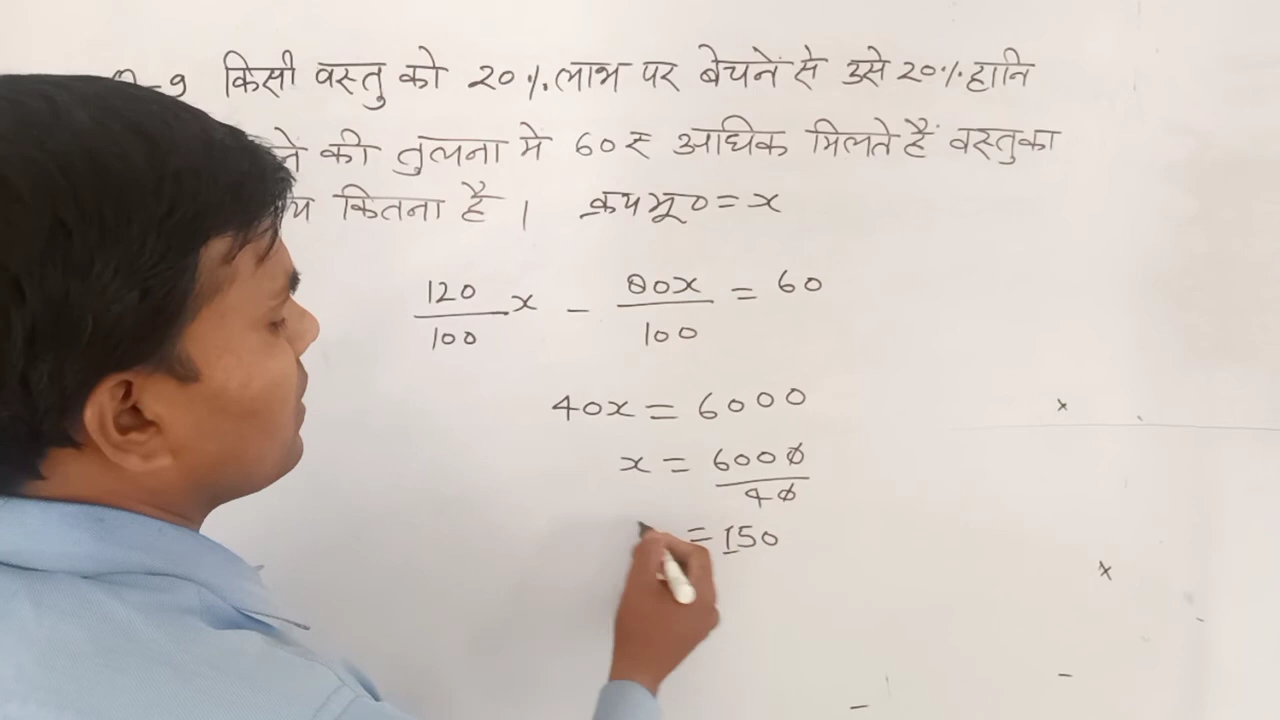 -9 किसी वस्तु को 20%.लाभ पर बेचनें से उसे 20%.हानि
की तुलना मे 60₹ अधिक मिलते हैं वस्तुका
कितना है । क्रयमू0=x
120/100 x - 80x/100 = 60
40x = 6000
x = 6000/40
= 150